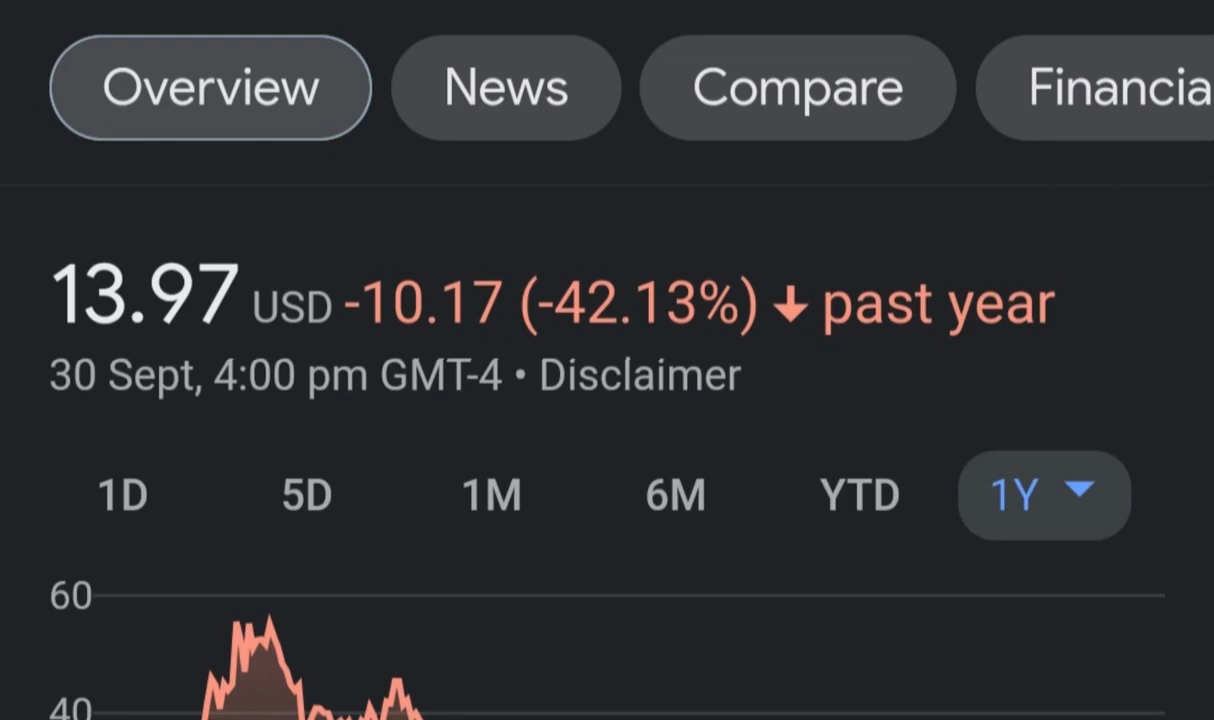 Overview News Compare Financia
13.97 USD -10.17 (-42.13%) ↓ past year
30 Sept, 4:00 pm GMT-4 • Disclaimer
1D 5D 1M 6M YTD 1Y
60
40